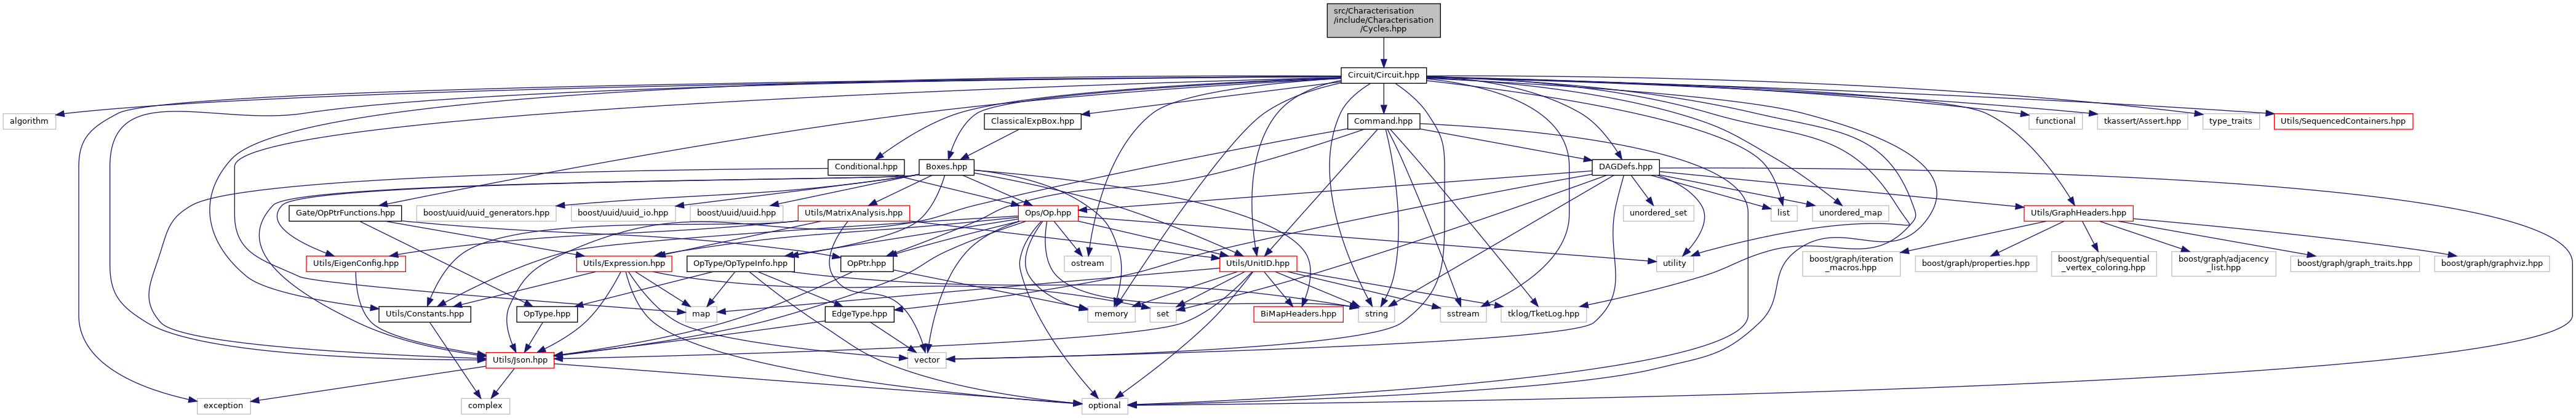 src/Characterisation
/include/Characterisation
/Cycles.hpp
Circuit/Circuit.hpp
algorithm
ClassicalExpBox.hpp
Command.hpp
functional
tkassert/Assert.hpp
type_traits
Utils/SequencedContainers.hpp
Conditional.hpp
Boxes.hpp
DAGDefs.hpp
Gate/OpPtrFunctions.hpp
boost/uuid/uuid_generators.hpp
boost/uuid/uuid_io.hpp
boost/uuid/uuid.hpp
Utils/MatrixAnalysis.hpp
Ops/Op.hpp
unordered_set
list
unordered_map
Utils/GraphHeaders.hpp
Utils/EigenConfig.hpp
Utils/Expression.hpp
OpType/OpTypeInfo.hpp
OpPtr.hpp
ostream
Utils/UnitID.hpp
utility
boost/graph/iteration
_macros.hpp
boost/graph/properties.hpp
boost/graph/sequential
_vertex_coloring.hpp
boost/graph/adjacency
_list.hpp
boost/graph/graph_traits.hpp
boost/graph/graphviz.hpp
Utils/Constants.hpp
OpType.hpp
map
EdgeType.hpp
memory
set
BiMapHeaders.hpp
string
sstream
tklog/TketLog.hpp
Utils/Json.hpp
vector
exception
complex
optional